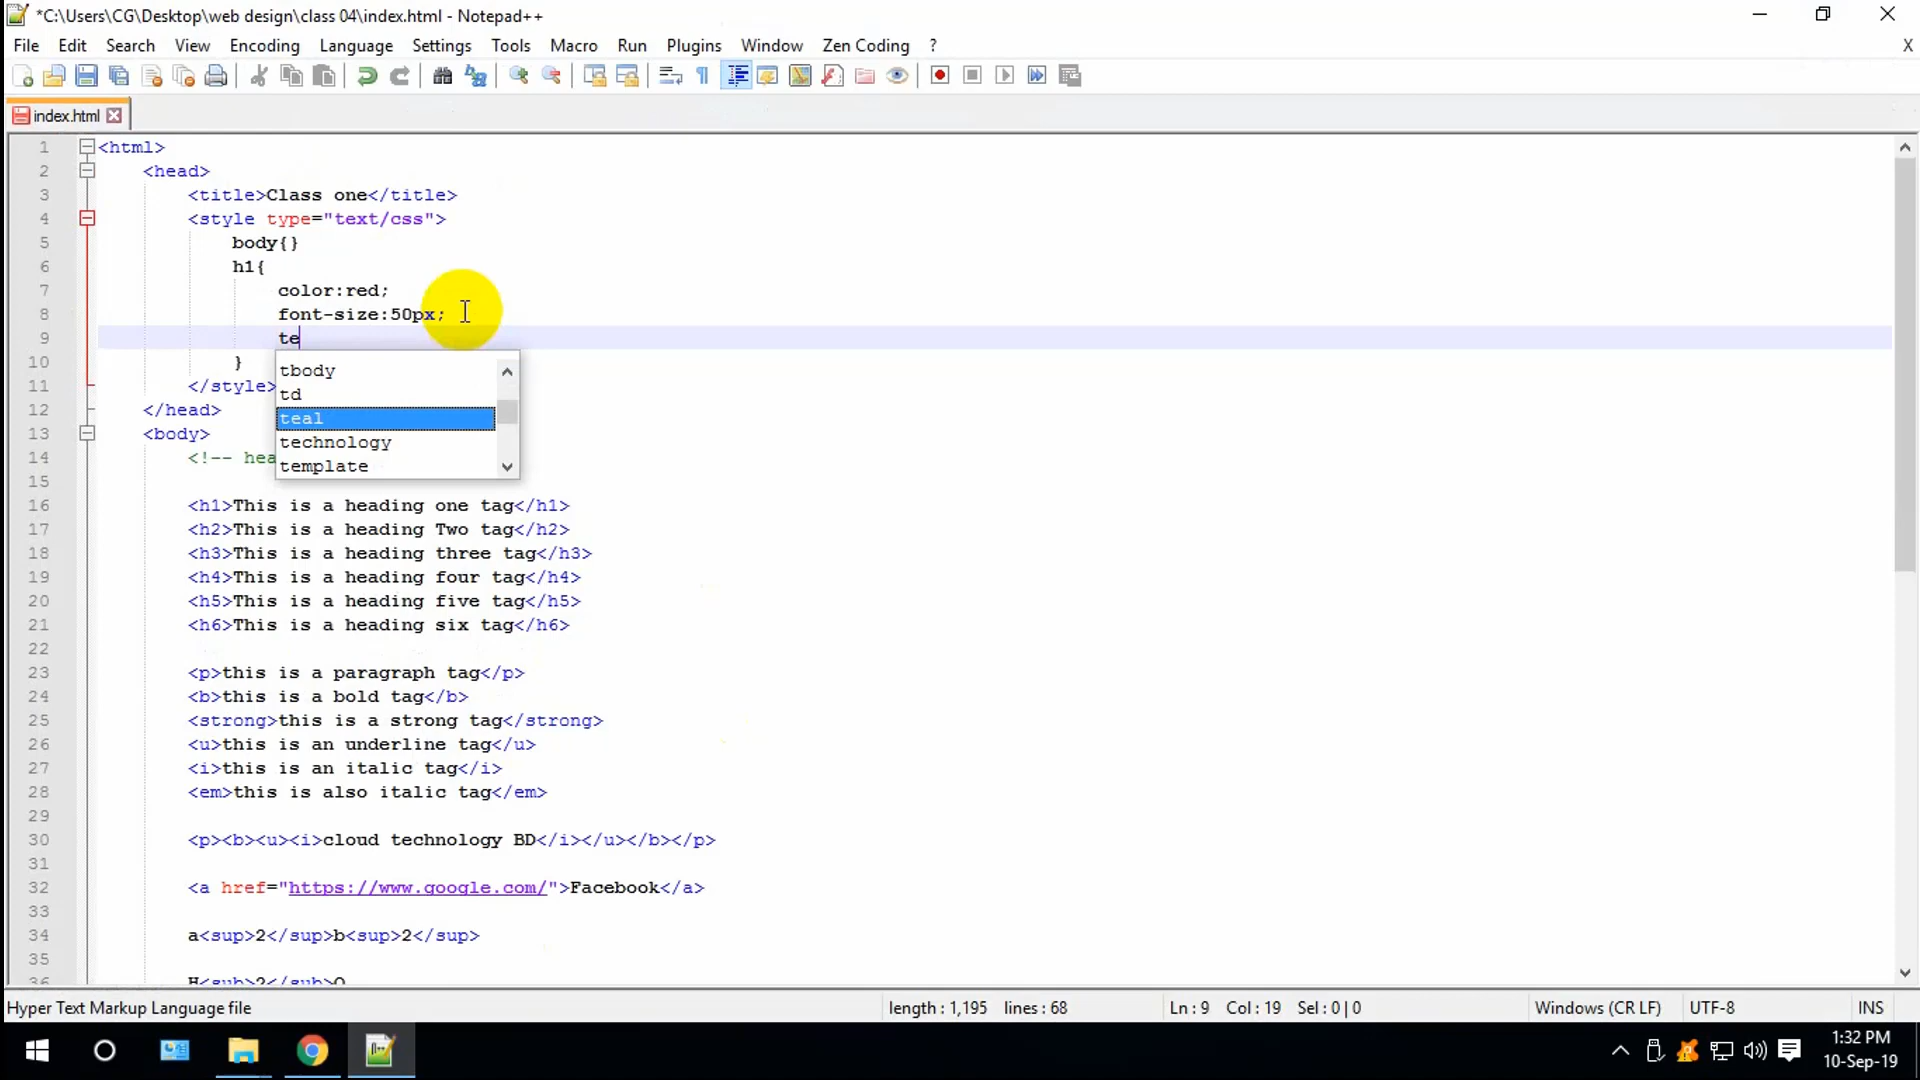 *C:\Users\CG\Desktop\web design\class 04\index.html - Notepad++
File Edit Search View Encoding Language Settings Tools Macro Run Plugins Window Zen Coding ? X
index.html
1 <html>
2 <head>
3 <title>Class one</title>
4 <style type="text/css">
5 body{}
6 h1{
7 color:red;
8 font-size:50px;
9 te
10 }
tbody
11 </style>
td
12 </head>
teal
13 <body>
technology
14 <!-- hea
template
15
16 <h1>This is a heading one tag</h1>
17 <h2>This is a heading Two tag</h2>
18 <h3>This is a heading three tag</h3>
19 <h4>This is a heading four tag</h4>
20 <h5>This is a heading five tag</h5>
21 <h6>This is a heading six tag</h6>
22
23 <p>this is a paragraph tag</p>
24 <b>this is a bold tag</b>
25 <strong>this is a strong tag</strong>
26 <u>this is an underline tag</u>
27 <i>this is an italic tag</i>
28 <em>this is also italic tag</em>
29
30 <p><b><u><i>cloud technology BD</i></u></b></p>
31
32 <a href="https://www.google.com/">Facebook</a>
33
34 a<sup>2</sup>b<sup>2</sup>
35
36 H<sub>2</sub>O
Hyper Text Markup Language file length : 1,195 lines : 68 Ln : 9 Col : 19 Sel : 0 | 0 Windows (CR LF) UTF-8 INS
1:32 PM
10-Sep-19